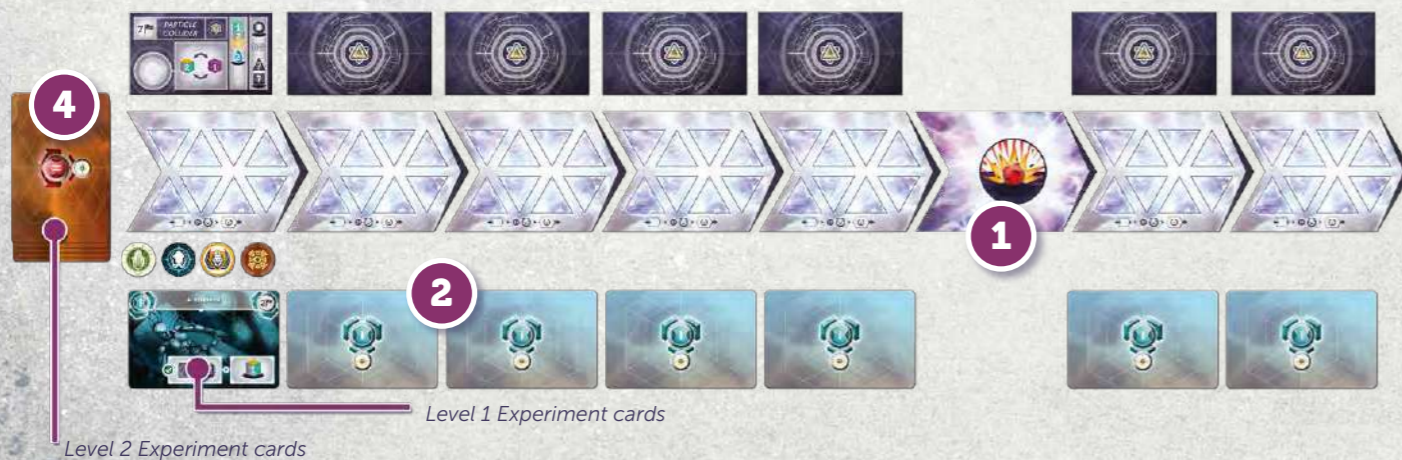 PARTICLE
COLLIDER
4
1
2
Level 1 Experiment cards
Level 2 Experiment cards